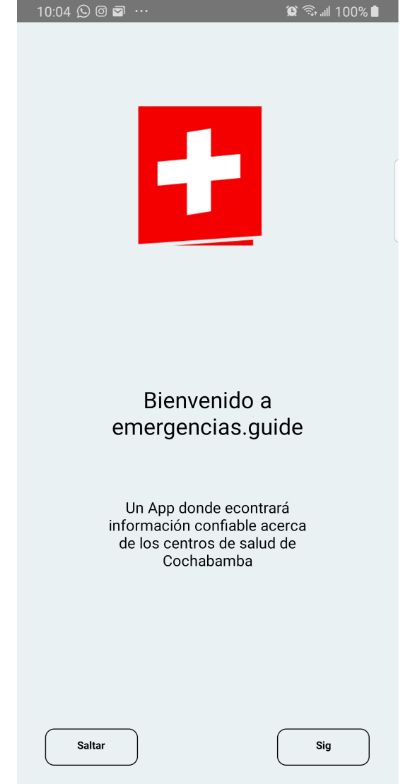 10:04 ... 100%
Bienvenido a
emergencias.guide
Un App donde econtrará
información confiable acerca
de los centros de salud de
Cochabamba
Saltar
Sig